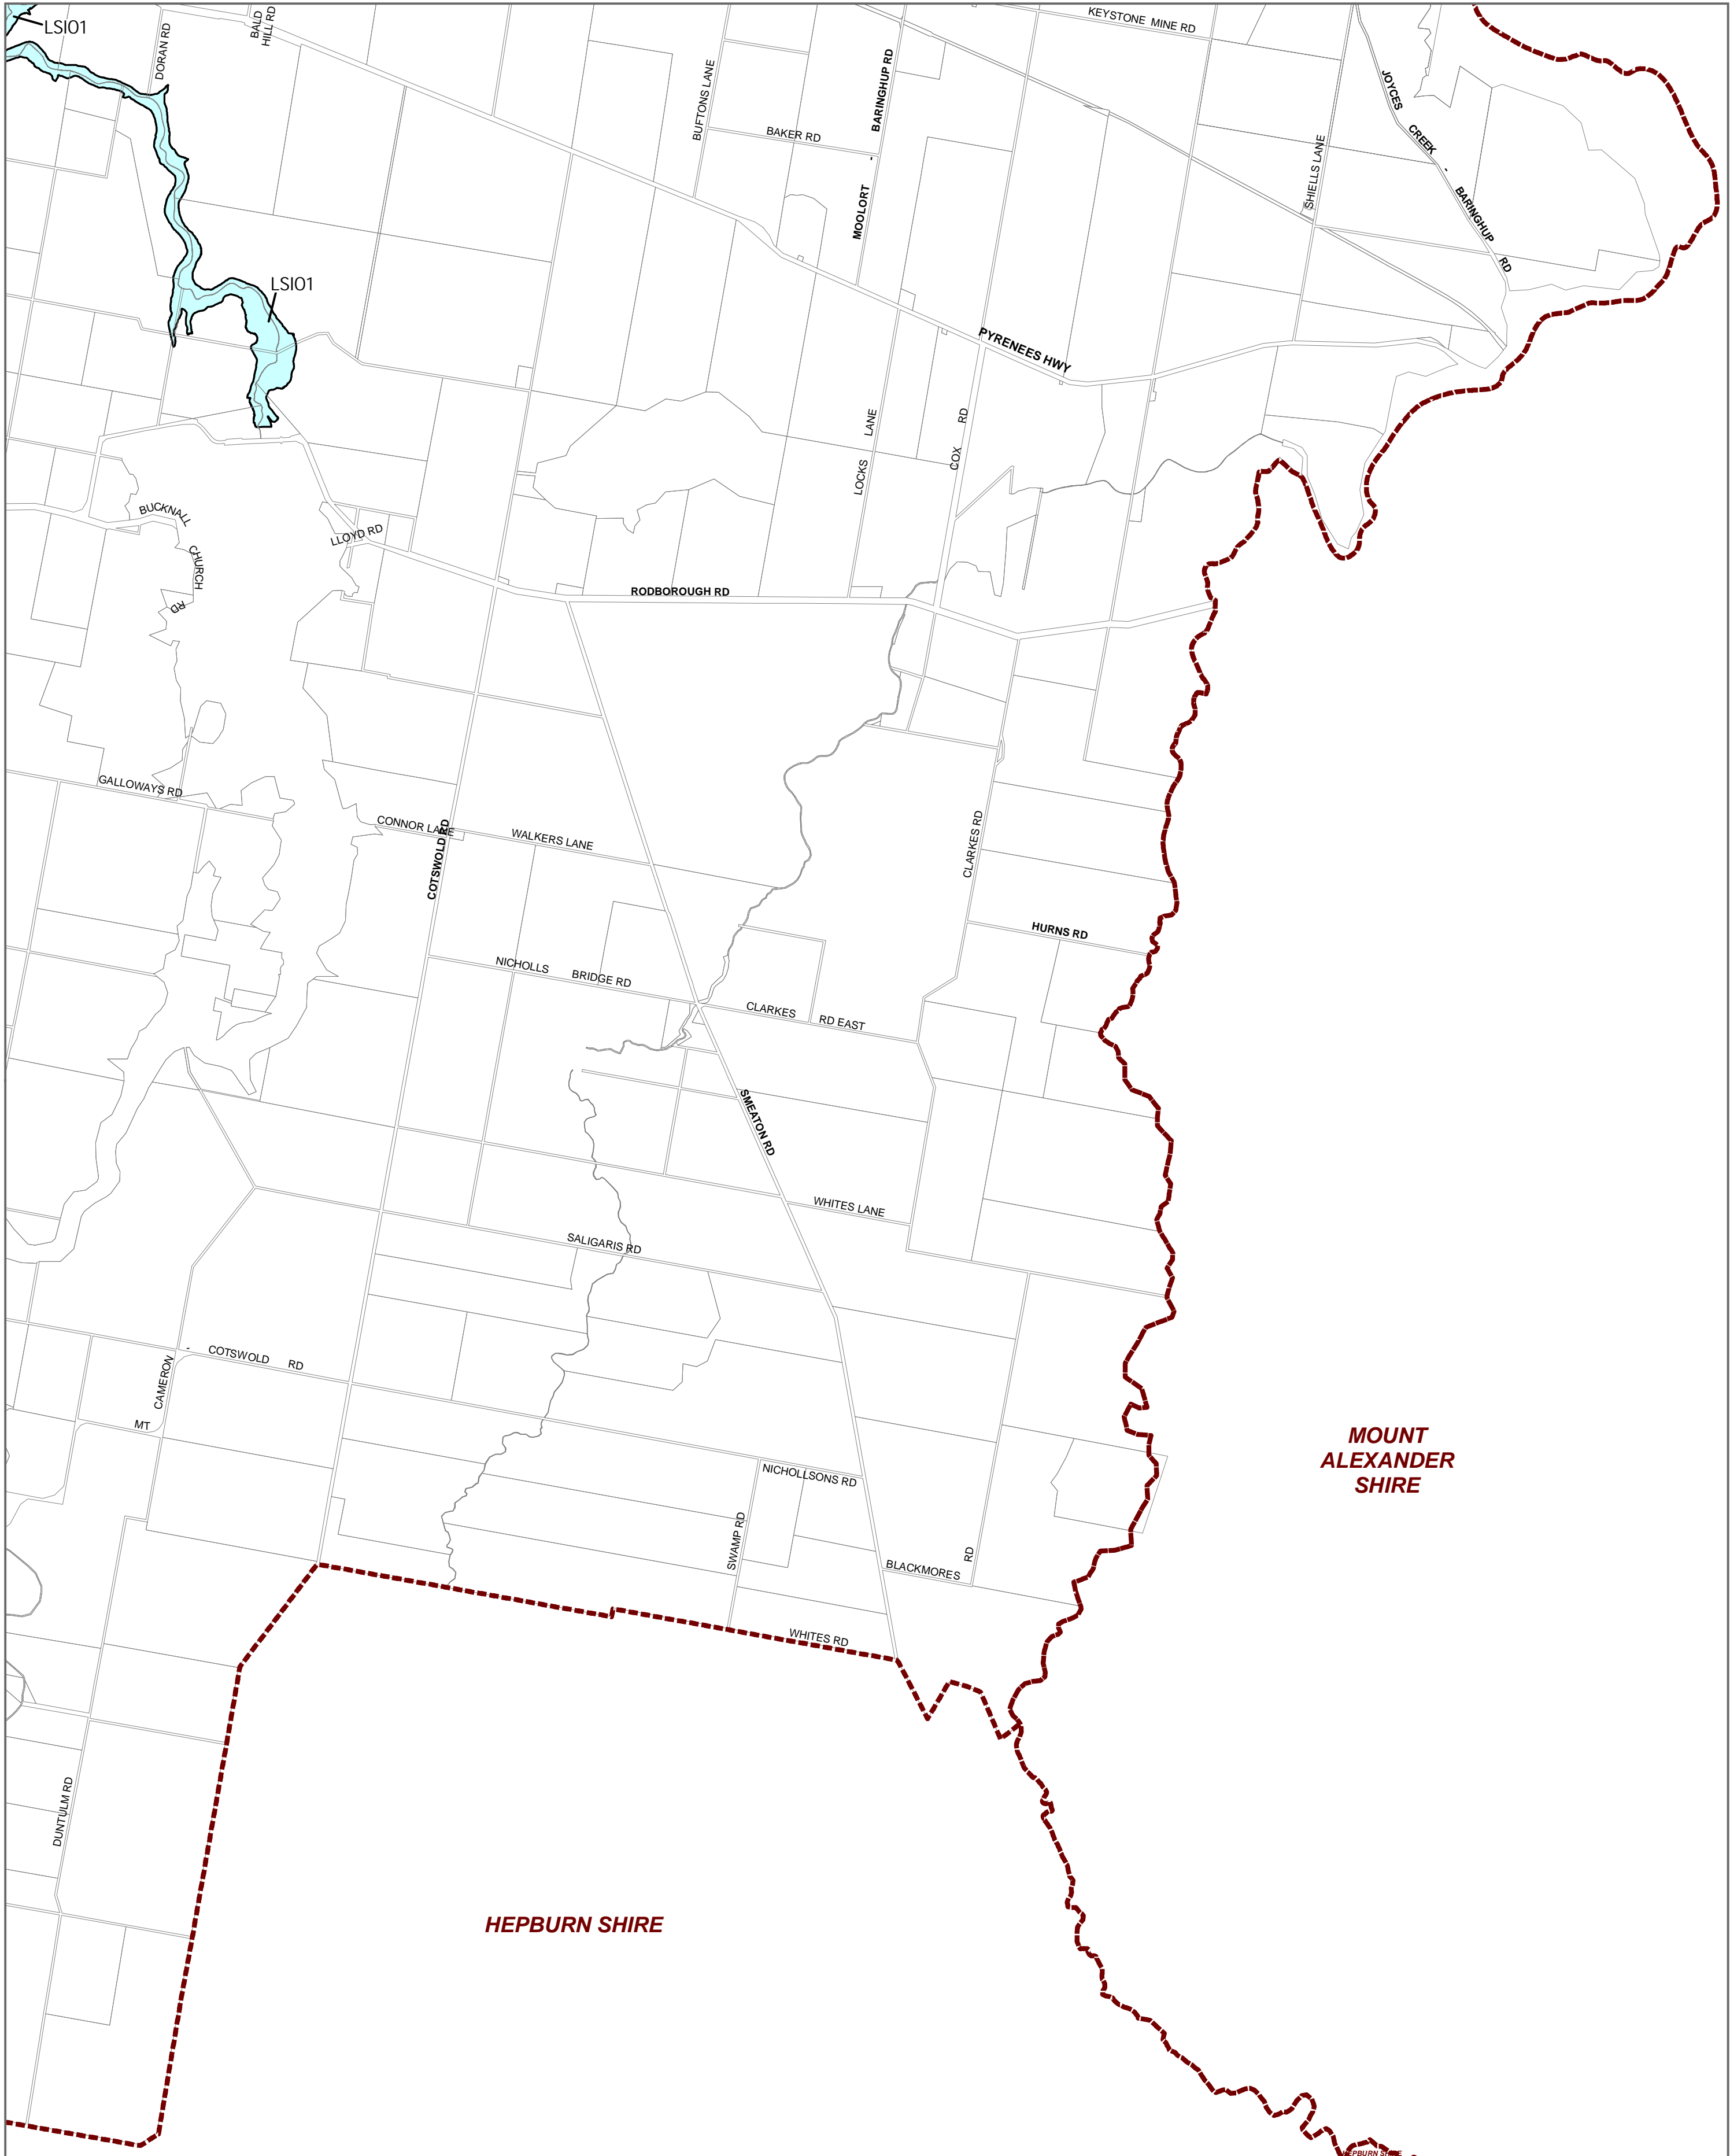 LSIO1
DORAN RD
BALD
HILL RD
KEYSTONE MINE RD
BUFTONS LANE
MOOLORT - BARINGHUP RD
BAKER RD
JOYCES CREEK - BARINGHUP RD
SHIELLS LANE
LSIO1
PYRENEES HWY
LOCKS LANE
COX RD
BUCKNALL CHURCH RD
LLOYD RD
RODBOROUGH RD
GALLOWAYS RD
CONNOR LANE
WALKERS LANE
COTSWOLD RD
CLARKES RD
HURNS RD
NICHOLLS BRIDGE RD
CLARKES RD EAST
SMEATON RD
WHITES LANE
SALIGARIS RD
MT CAMERON - COTSWOLD RD
NICHOLLSONS RD
SWAMP RD
BLACKMORES RD
WHITES RD
MOUNT
ALEXANDER
SHIRE
DUNTULM RD
HEPBURN SHIRE
HEPBURN SHIRE